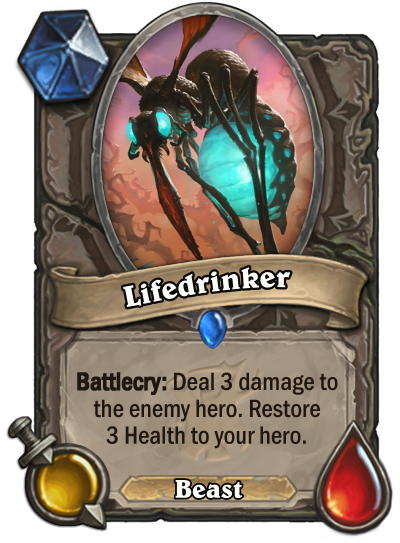 Lifedrinker
Battlecry: Deal 3 damage to
the enemy hero. Restore
3 Health to your hero.
Beast